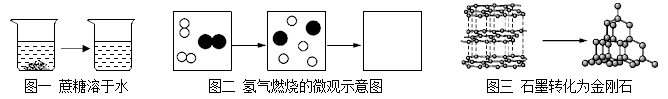 图一 蔗糖溶于水
图二 氢气燃烧的微观示意图
图三 石墨转化为金刚石